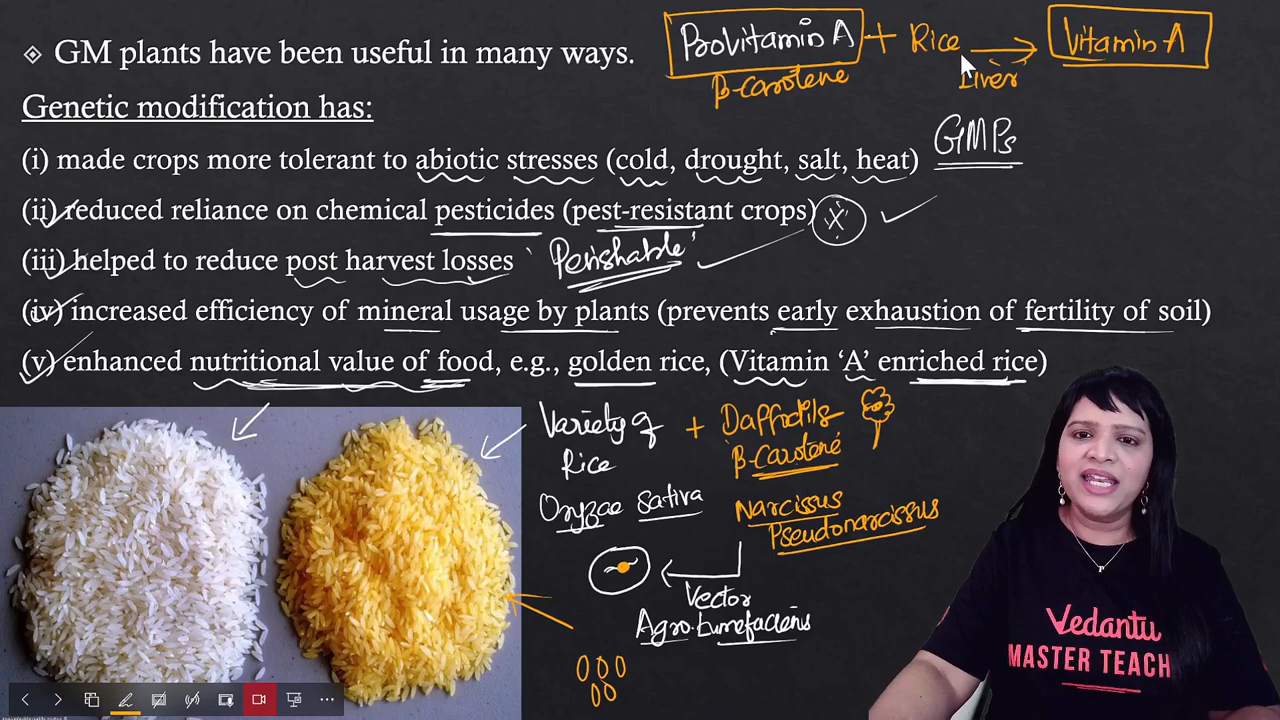 ProVitamin A + Rice → Vitamin A
β-Carotene Liver
❖ GM plants have been useful in many ways.
Genetic modification has:
GMPs
(i) made crops more tolerant to abiotic stresses (cold, drought, salt, heat)
(ii) reduced reliance on chemical pesticides (pest-resistant crops)
(iii) helped to reduce post harvest losses 'Perishable'
(iv) increased efficiency of mineral usage by plants (prevents early exhaustion of fertility of soil)
(v) enhanced nutritional value of food, e.g., golden rice, (Vitamin 'A' enriched rice)
Variety of + Daffodils
Rice β-Carotene
Oryzae Sativa Narcissus
Pseudonarcissus
Vector
Agro.tumefaciens
Vedantu
MASTER TEACH